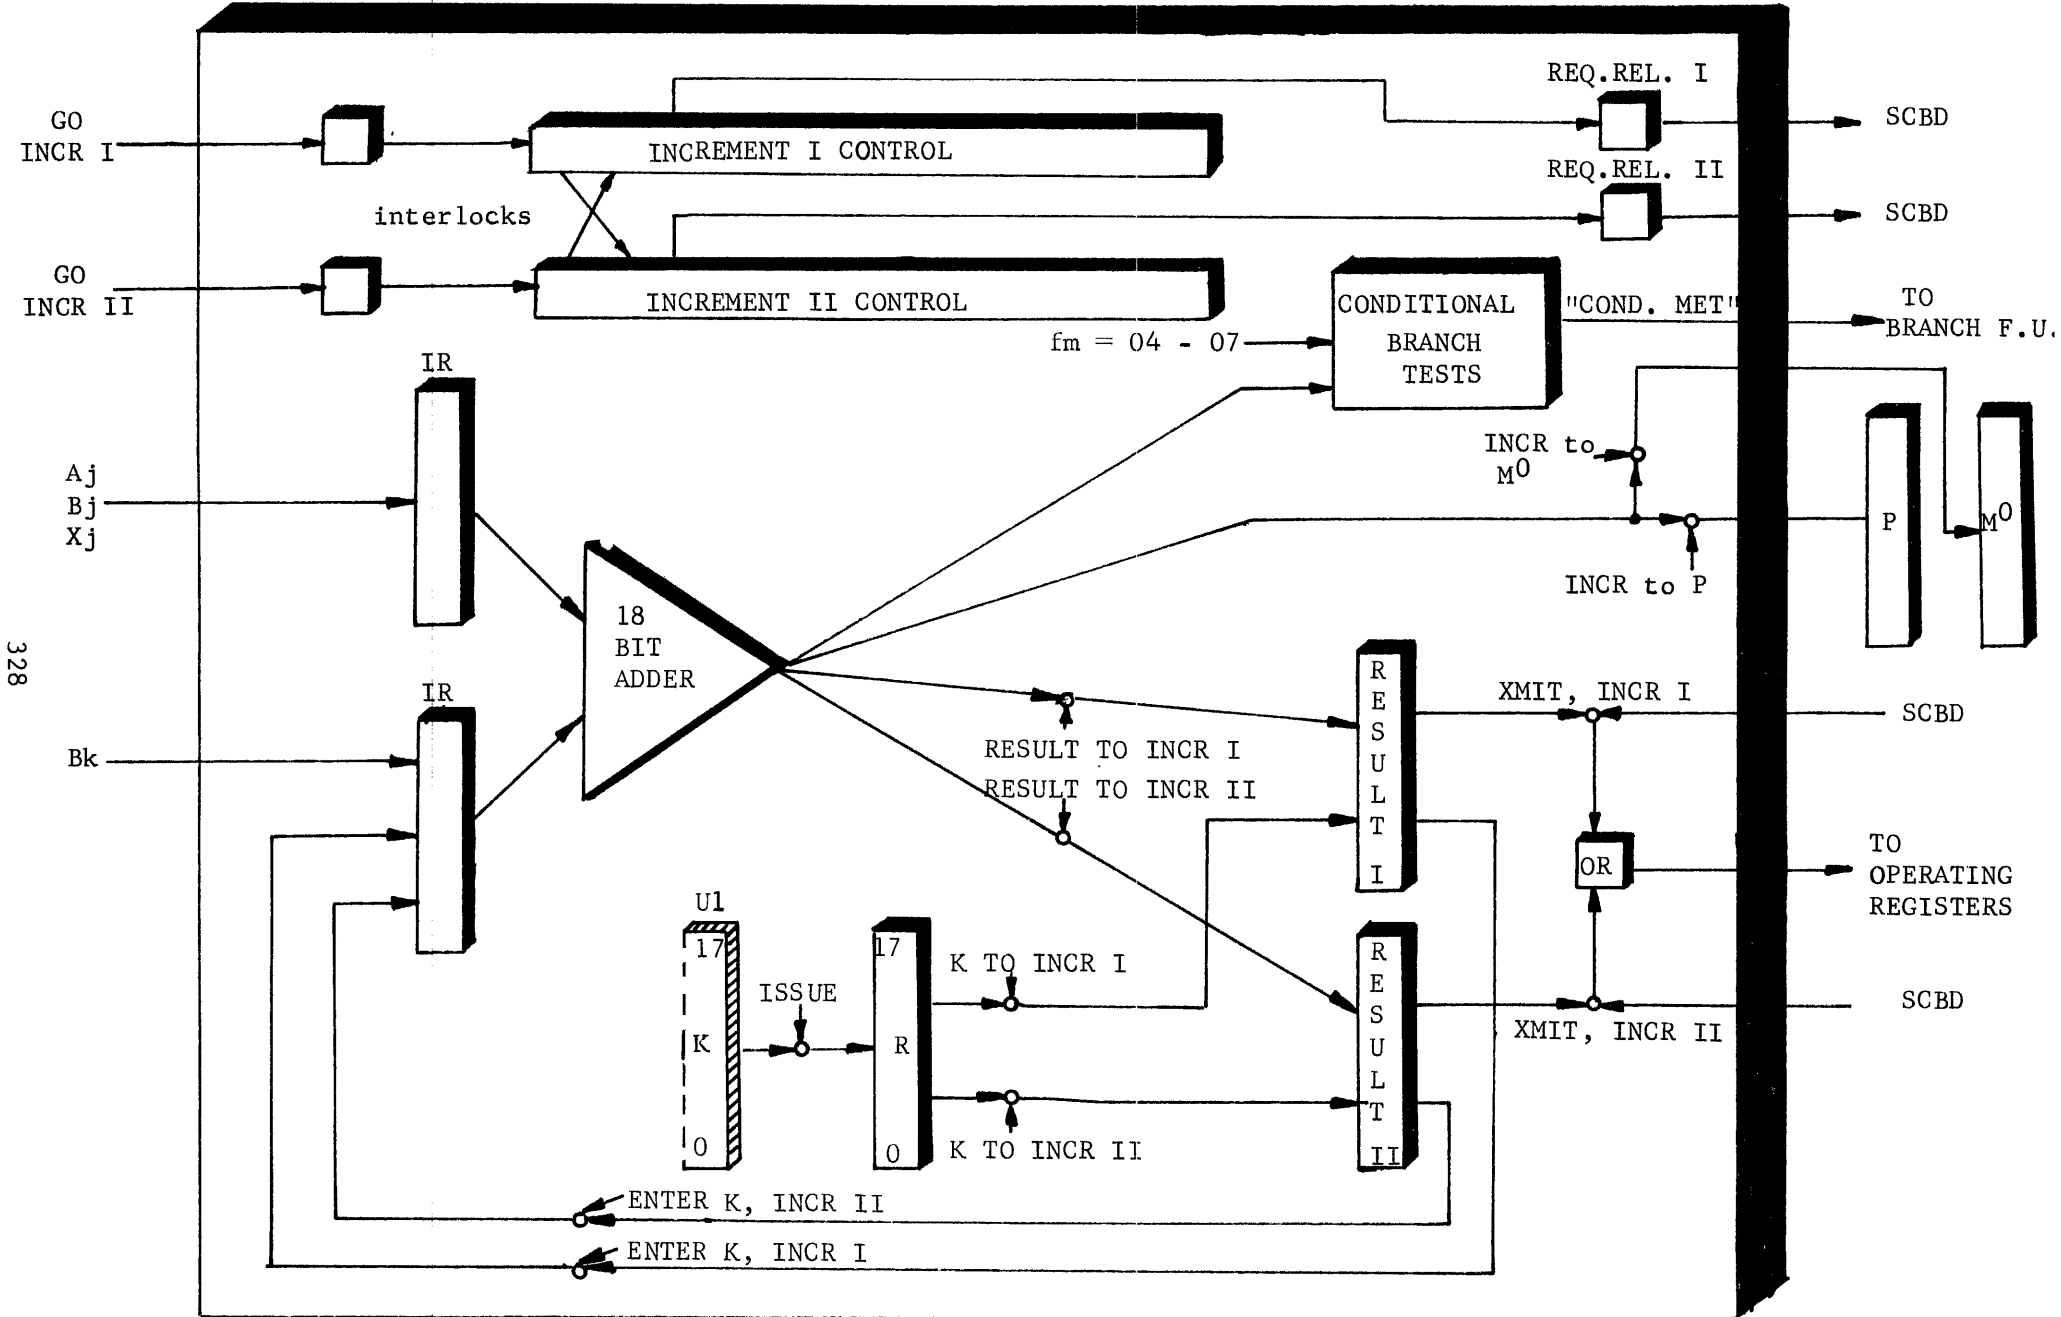 REQ.REL. I
GO
INCR I
SCBD
INCREMENT I CONTROL
REQ.REL. II
interlocks
SCBD
GO
INCR II
INCREMENT II CONTROL
CONDITIONAL
BRANCH
TESTS
"COND. MET"
TO
BRANCH F.U.
fm = 04 - 07
IR
INCR to
M0
Aj
Bj
Xj
P
M0
INCR to P
18
BIT
ADDER
328
IR
RESULT I
XMIT, INCR I
SCBD
RESULT TO INCR I
RESULT TO INCR II
Bk
OR
TO
OPERATING
REGISTERS
U1
17
K
0
ISSUE
17
R
0
K TO INCR I
K TO INCR II
RESULT II
SCBD
XMIT, INCR II
ENTER K, INCR II
ENTER K, INCR I